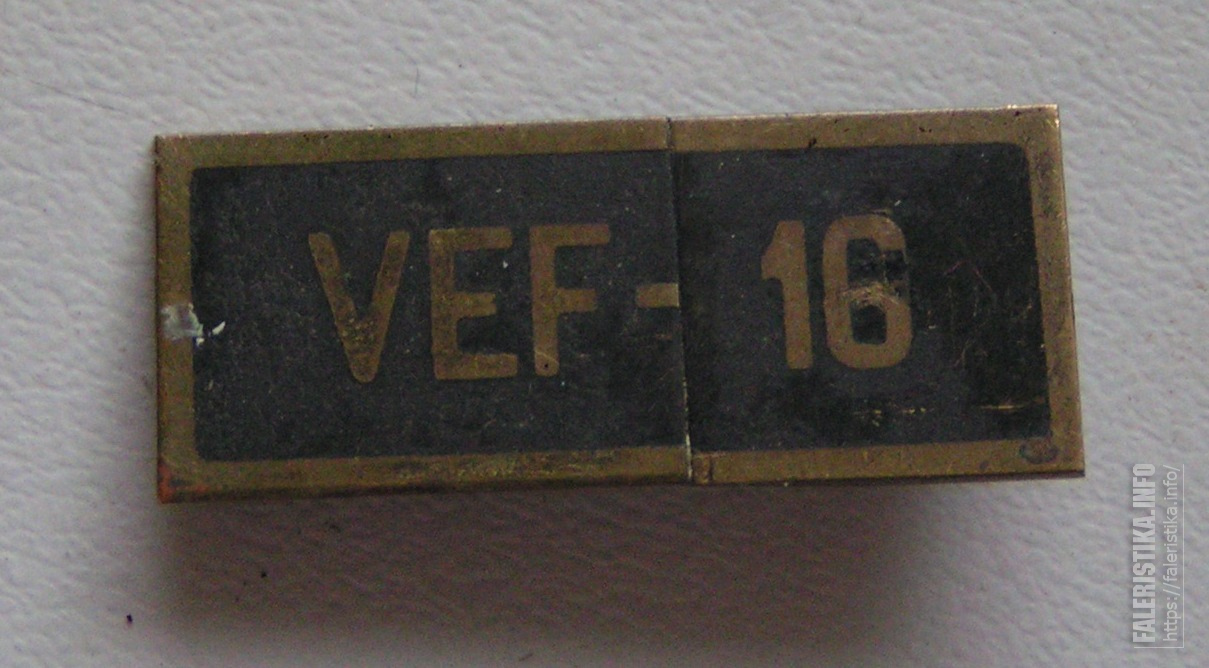 VEF-16
FALERISTIKA.INFO
https://faleristika.info/